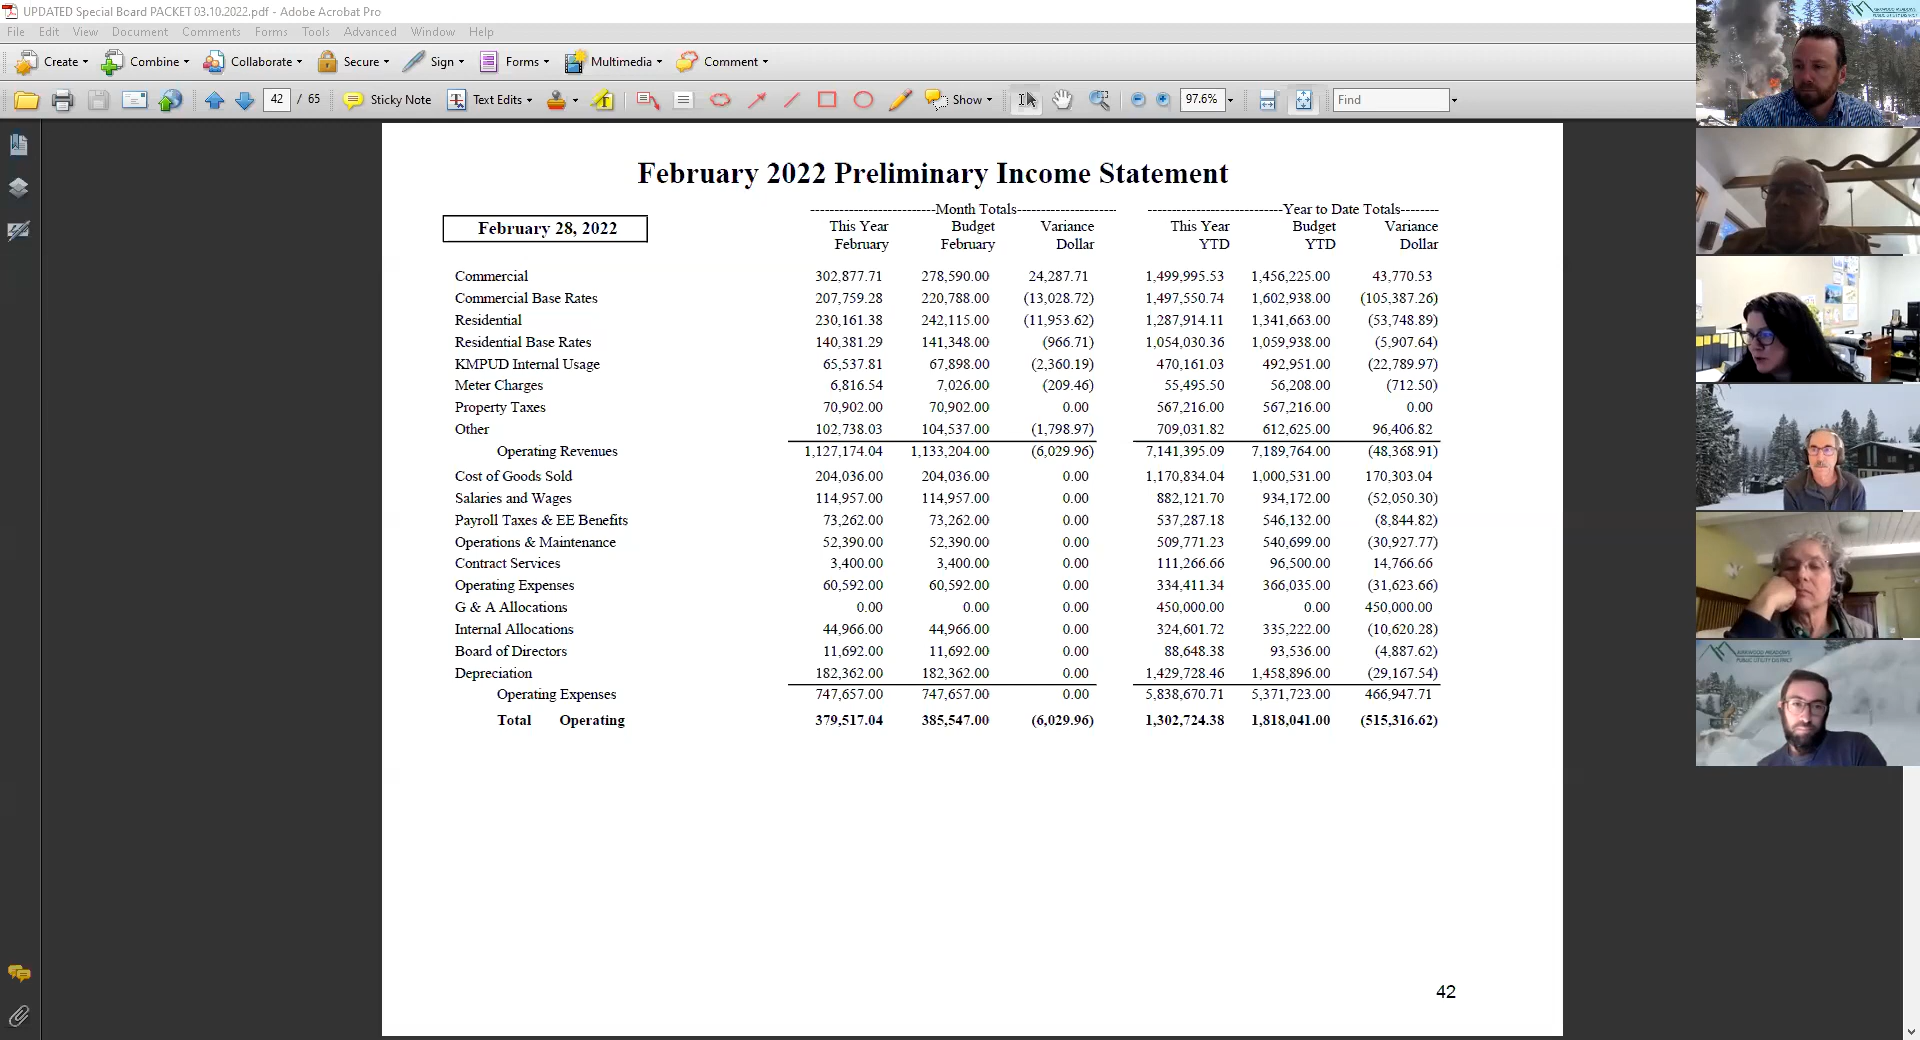 UPDATED Special Board PACKET 03.10.2022.pdf - Adobe Acrobat Pro
File Edit View Document Comments Forms Tools Advanced Window Help
Create Combine Collaborate Secure Sign Forms Multimedia Comment
42 / 65 Sticky Note Text Edits Show 97.6% Find
February 2022 Preliminary Income Statement
-------------------------Month Totals-------------------- ---------------------------Year to Date Totals--------
February 28, 2022
This Year Budget Variance This Year Budget Variance
February February Dollar YTD YTD Dollar
Commercial 302,877.71 278,590.00 24,287.71 1,499,995.53 1,456,225.00 43,770.53
Commercial Base Rates 207,759.28 220,788.00 (13,028.72) 1,497,550.74 1,602,938.00 (105,387.26)
Residential 230,161.38 242,115.00 (11,953.62) 1,287,914.11 1,341,663.00 (53,748.89)
Residential Base Rates 140,381.29 141,348.00 (966.71) 1,054,030.36 1,059,938.00 (5,907.64)
KMPUD Internal Usage 65,537.81 67,898.00 (2,360.19) 470,161.03 492,951.00 (22,789.97)
Meter Charges 6,816.54 7,026.00 (209.46) 55,495.50 56,208.00 (712.50)
Property Taxes 70,902.00 70,902.00 0.00 567,216.00 567,216.00 0.00
Other 102,738.03 104,537.00 (1,798.97) 709,031.82 612,625.00 96,406.82
Operating Revenues 1,127,174.04 1,133,204.00 (6,029.96) 7,141,395.09 7,189,764.00 (48,368.91)
Cost of Goods Sold 204,036.00 204,036.00 0.00 1,170,834.04 1,000,531.00 170,303.04
Salaries and Wages 114,957.00 114,957.00 0.00 882,121.70 934,172.00 (52,050.30)
Payroll Taxes & EE Benefits 73,262.00 73,262.00 0.00 537,287.18 546,132.00 (8,844.82)
Operations & Maintenance 52,390.00 52,390.00 0.00 509,771.23 540,699.00 (30,927.77)
Contract Services 3,400.00 3,400.00 0.00 111,266.66 96,500.00 14,766.66
Operating Expenses 60,592.00 60,592.00 0.00 334,411.34 366,035.00 (31,623.66)
G & A Allocations 0.00 0.00 0.00 450,000.00 0.00 450,000.00
Internal Allocations 44,966.00 44,966.00 0.00 324,601.72 335,222.00 (10,620.28)
Board of Directors 11,692.00 11,692.00 0.00 88,648.38 93,536.00 (4,887.62)
Depreciation 182,362.00 182,362.00 0.00 1,429,728.46 1,458,896.00 (29,167.54)
Operating Expenses 747,657.00 747,657.00 0.00 5,838,670.71 5,371,723.00 466,947.71
Total Operating 379,517.04 385,547.00 (6,029.96) 1,302,724.38 1,818,041.00 (515,316.62)
42
KIRKWOOD MEADOWS
PUBLIC UTILITY DISTRICT